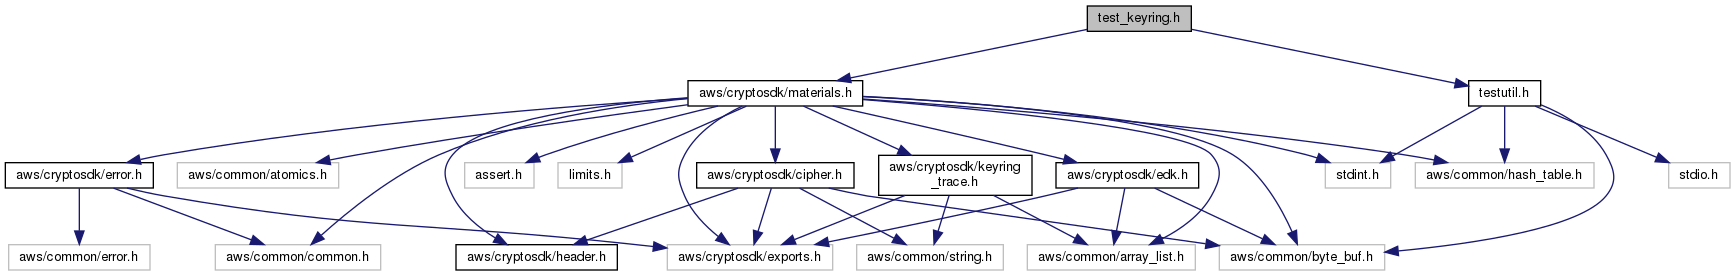 test_keyring.h
aws/cryptosdk/materials.h
testutil.h
aws/cryptosdk/error.h
aws/common/atomics.h
assert.h
limits.h
aws/cryptosdk/cipher.h
aws/cryptosdk/keyring
_trace.h
aws/cryptosdk/edk.h
stdint.h
aws/common/hash_table.h
stdio.h
aws/common/error.h
aws/common/common.h
aws/cryptosdk/header.h
aws/cryptosdk/exports.h
aws/common/string.h
aws/common/array_list.h
aws/common/byte_buf.h